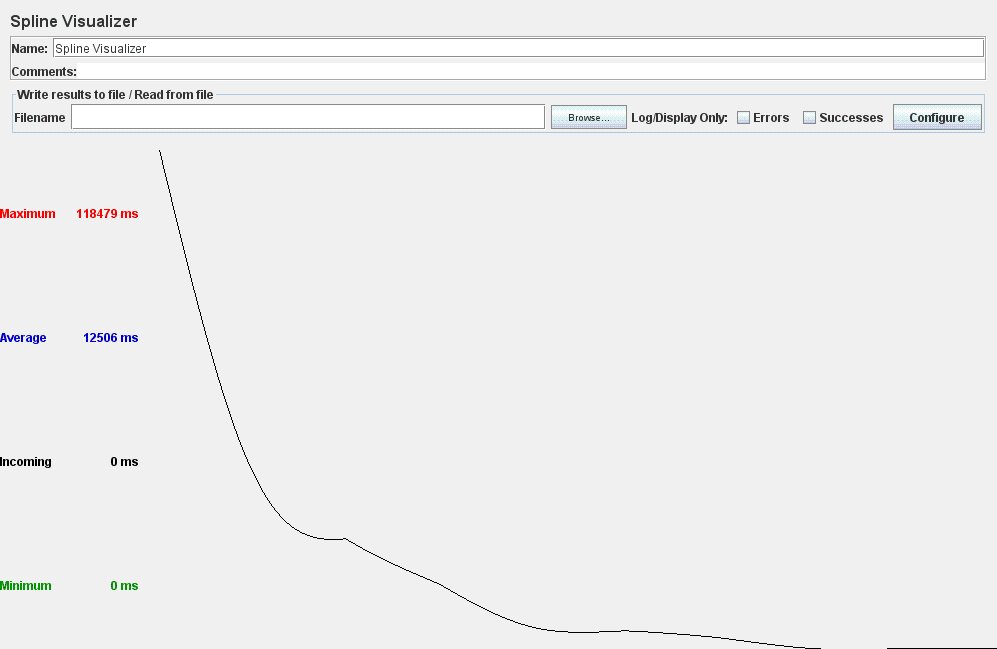 Spline Visualizer
Name: Spline Visualizer
Comments:
Write results to file / Read from file
Filename Browse... Log/Display Only: Errors Successes Configure
Maximum 118479 ms
Average 12506 ms
Incoming 0 ms
Minimum 0 ms